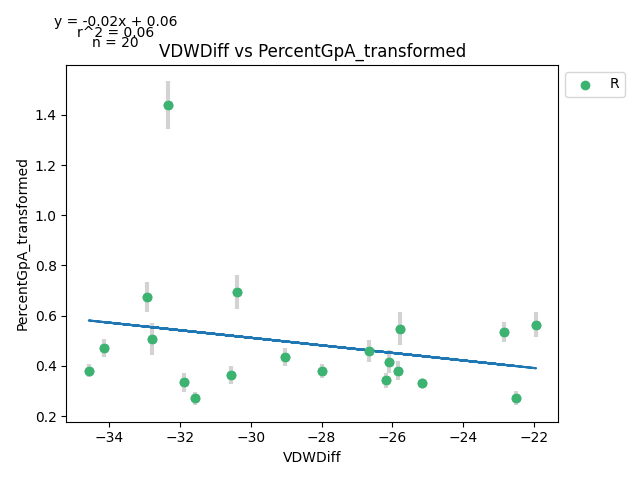 y = -0.02x + 0.06
r^2 = 0.06
n = 20
VDWDiff vs PercentGpA_transformed
R
PercentGpA_transformed
1.4
1.2
1.0
0.8
0.6
0.4
0.2
−34 −32 −30 −28 −26 −24 −22
VDWDiff